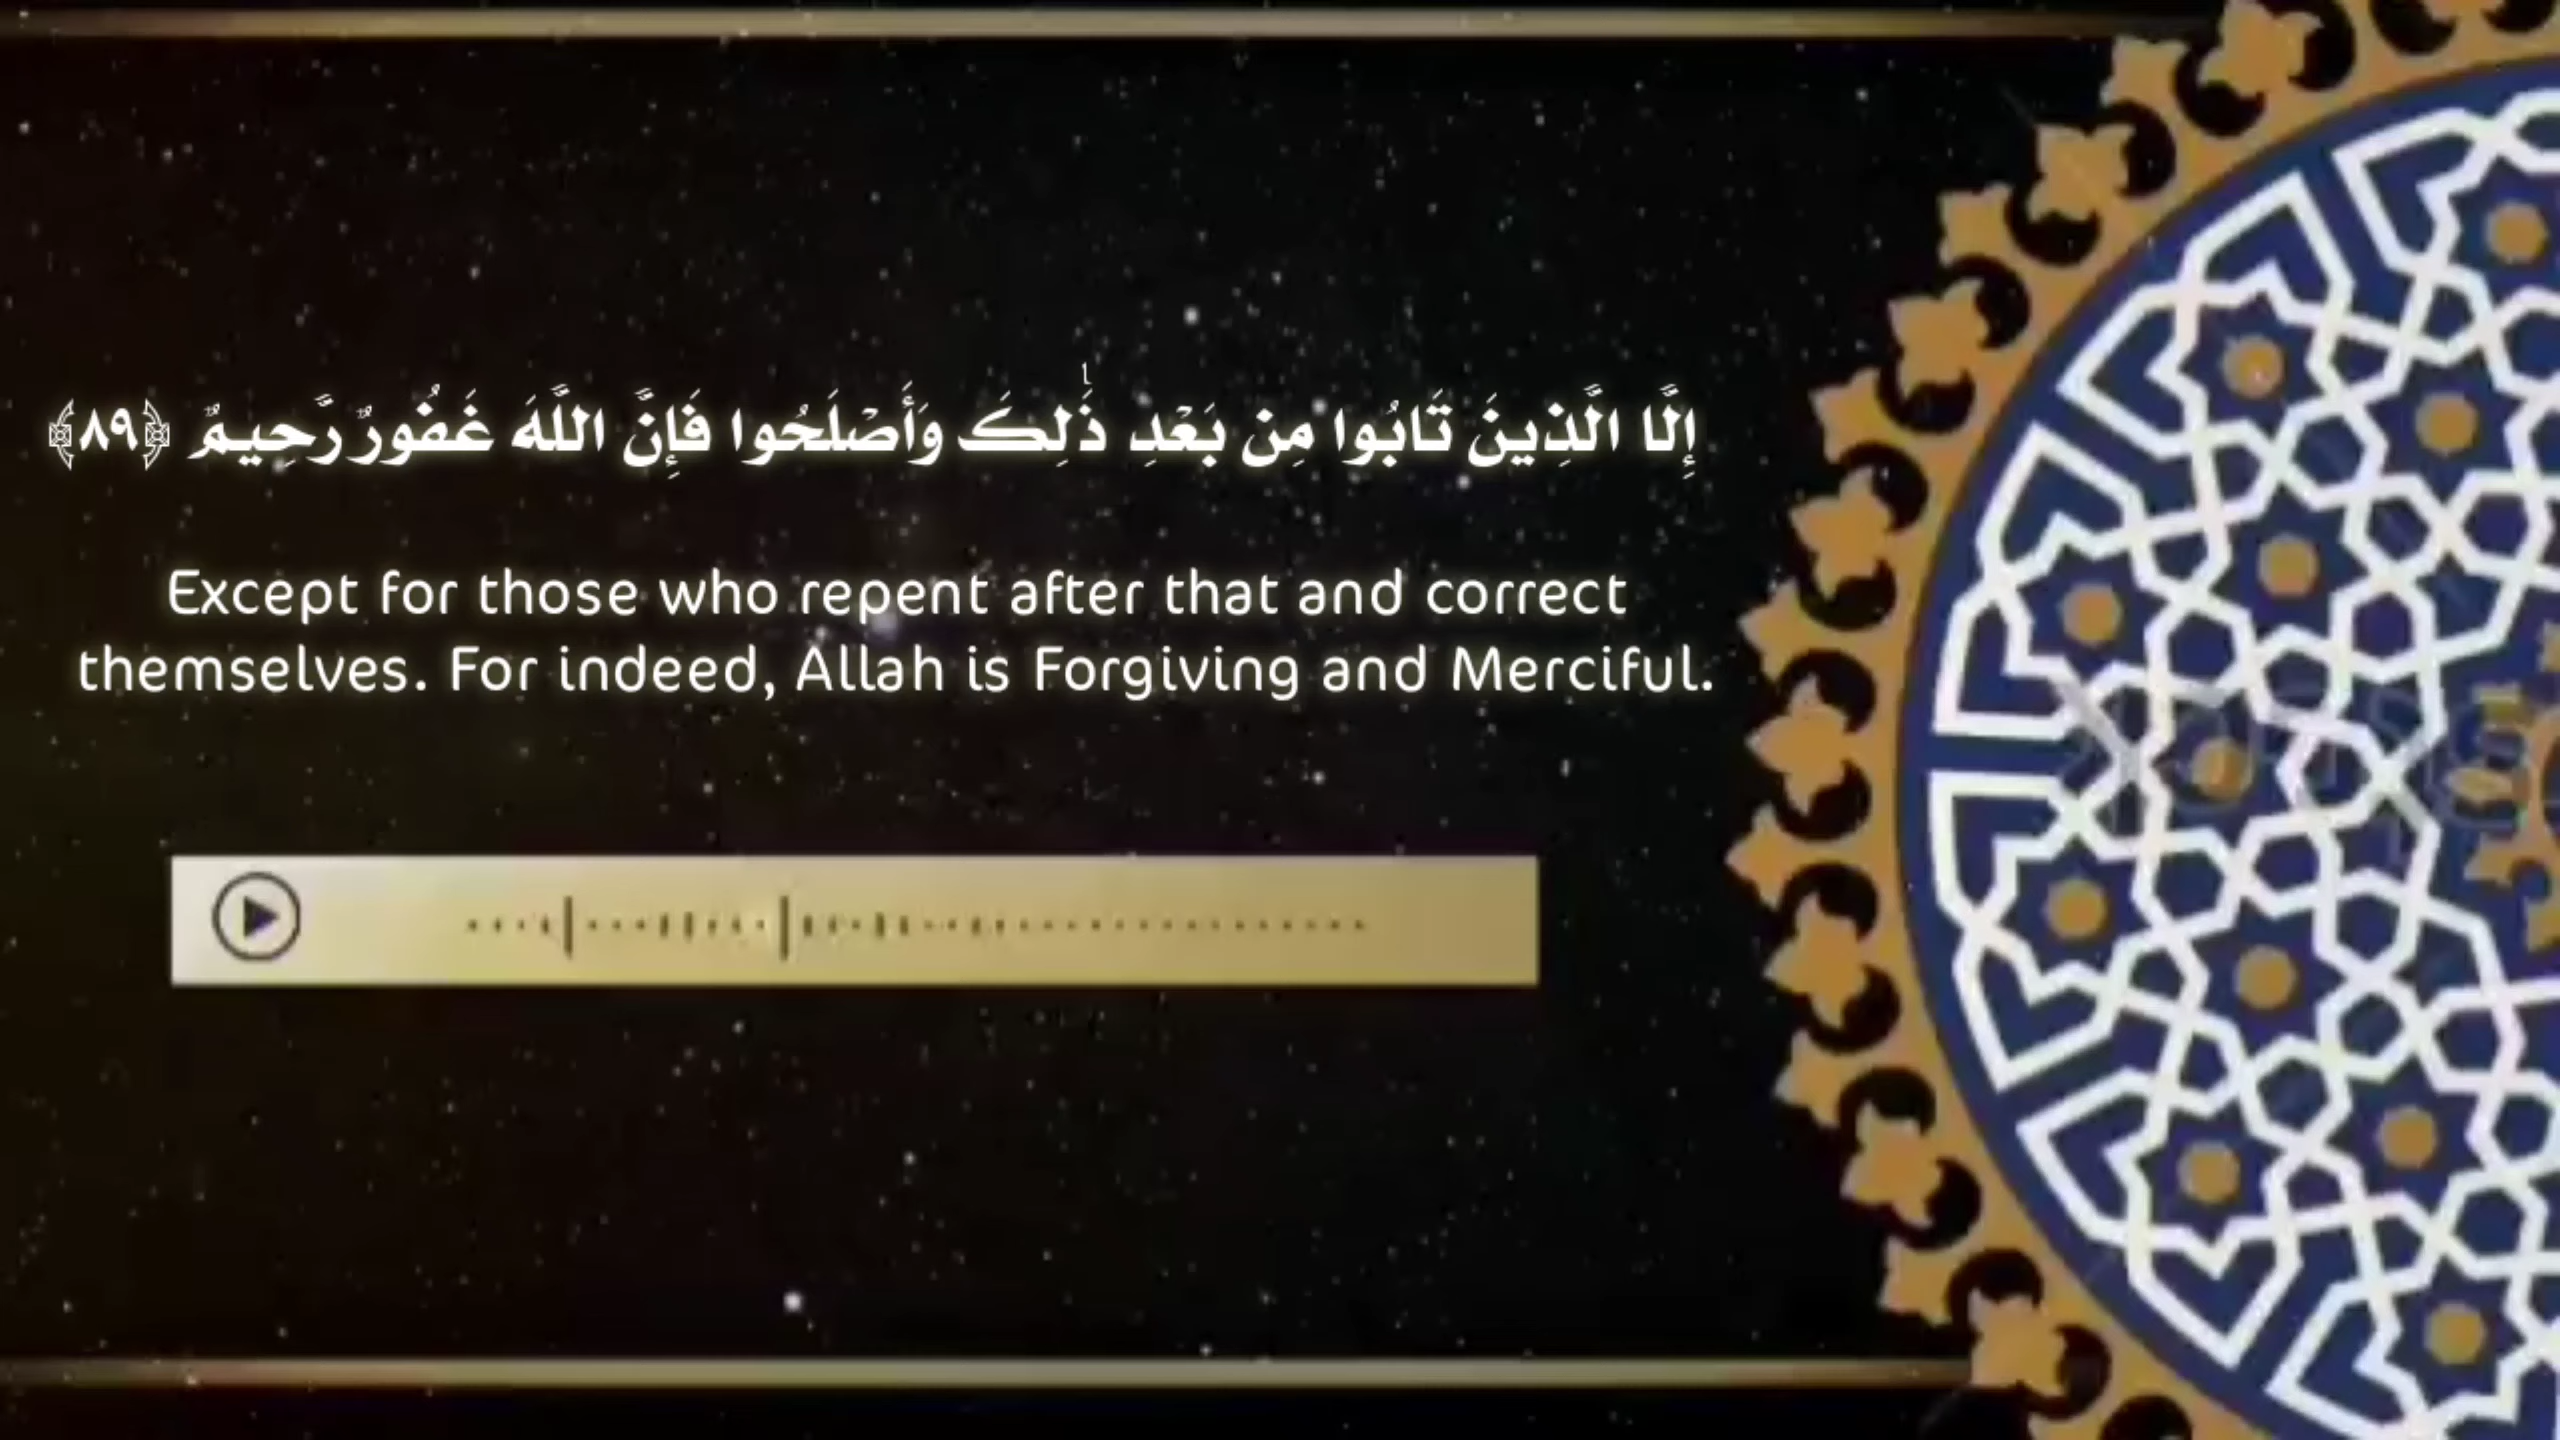 إِلَّا الَّذِينَ تَابُوا مِن بَعْدِ ذَٰلِكَ وَأَصْلَحُوا فَإِنَّ اللَّهَ غَفُورٌ رَّحِيمٌ ﴿٨٩﴾
Except for those who repent after that and correct
themselves. For indeed, Allah is Forgiving and Merciful.